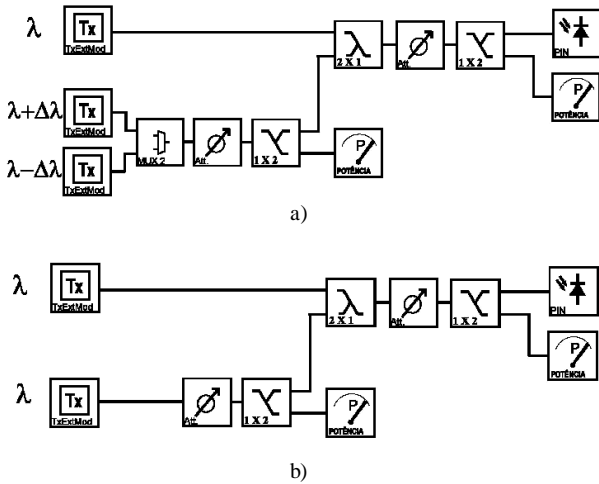 λ
Tx
TxExtMod
2 X 1
Att.
1 X 2
PIN
P
POTÊNCIA
λ+Δλ
Tx
TxExtMod
λ−Δλ
Tx
TxExtMod
MUX 2
Att.
1 X 2
P
POTÊNCIA
a)
λ
Tx
TxExtMod
2 X 1
Att.
1 X 2
PIN
P
POTÊNCIA
λ
Tx
TxExtMod
Att.
1 X 2
P
POTÊNCIA
b)